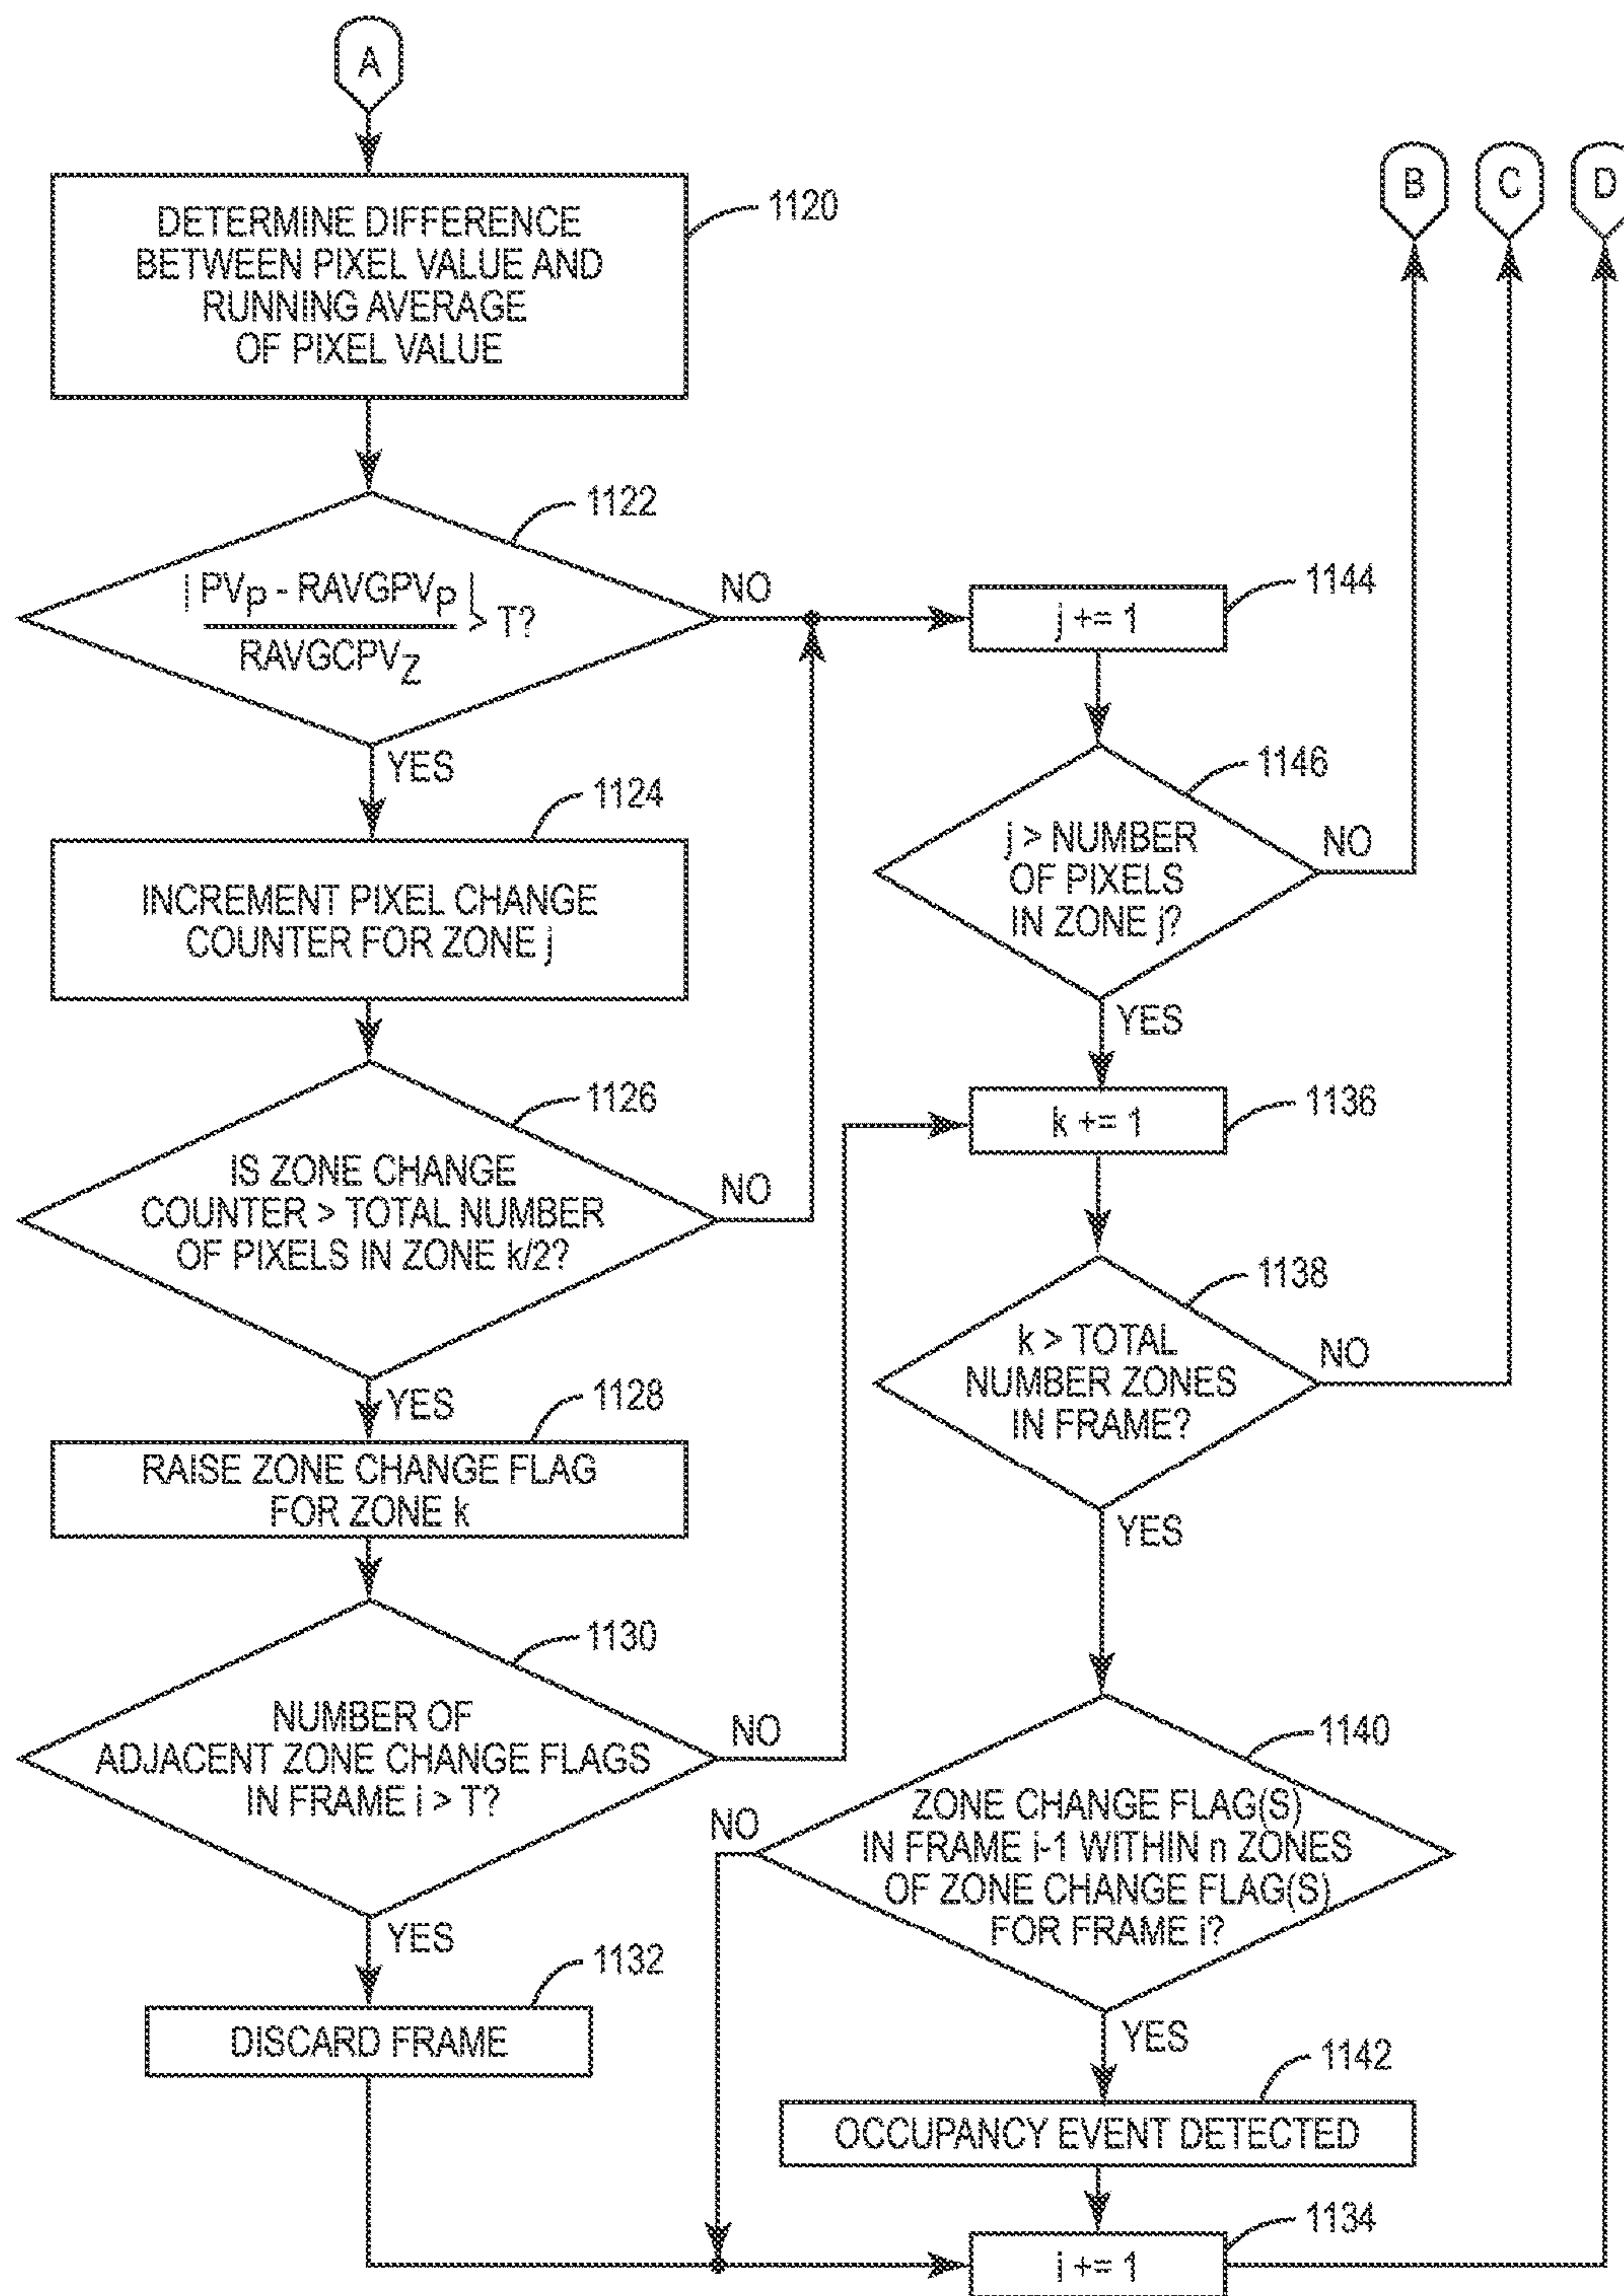 A
B
C
D
DETERMINE DIFFERENCE
BETWEEN PIXEL VALUE AND
RUNNING AVERAGE
OF PIXEL VALUE
1120
| PVP - RAVGPVP | > T?
RAVGCPVZ
1122
NO
YES
INCREMENT PIXEL CHANGE
COUNTER FOR ZONE j
1124
IS ZONE CHANGE
COUNTER > TOTAL NUMBER
OF PIXELS IN ZONE k/2?
1126
NO
YES
RAISE ZONE CHANGE FLAG
FOR ZONE k
1128
NUMBER OF
ADJACENT ZONE CHANGE FLAGS
IN FRAME i > T?
1130
NO
YES
DISCARD FRAME
1132
j += 1
1144
j > NUMBER
OF PIXELS
IN ZONE j?
1146
NO
YES
k += 1
1136
k > TOTAL
NUMBER ZONES
IN FRAME?
1138
NO
YES
ZONE CHANGE FLAG(S)
IN FRAME i-1 WITHIN n ZONES
OF ZONE CHANGE FLAG(S)
FOR FRAME i?
1140
NO
YES
OCCUPANCY EVENT DETECTED
1142
i += 1
1134